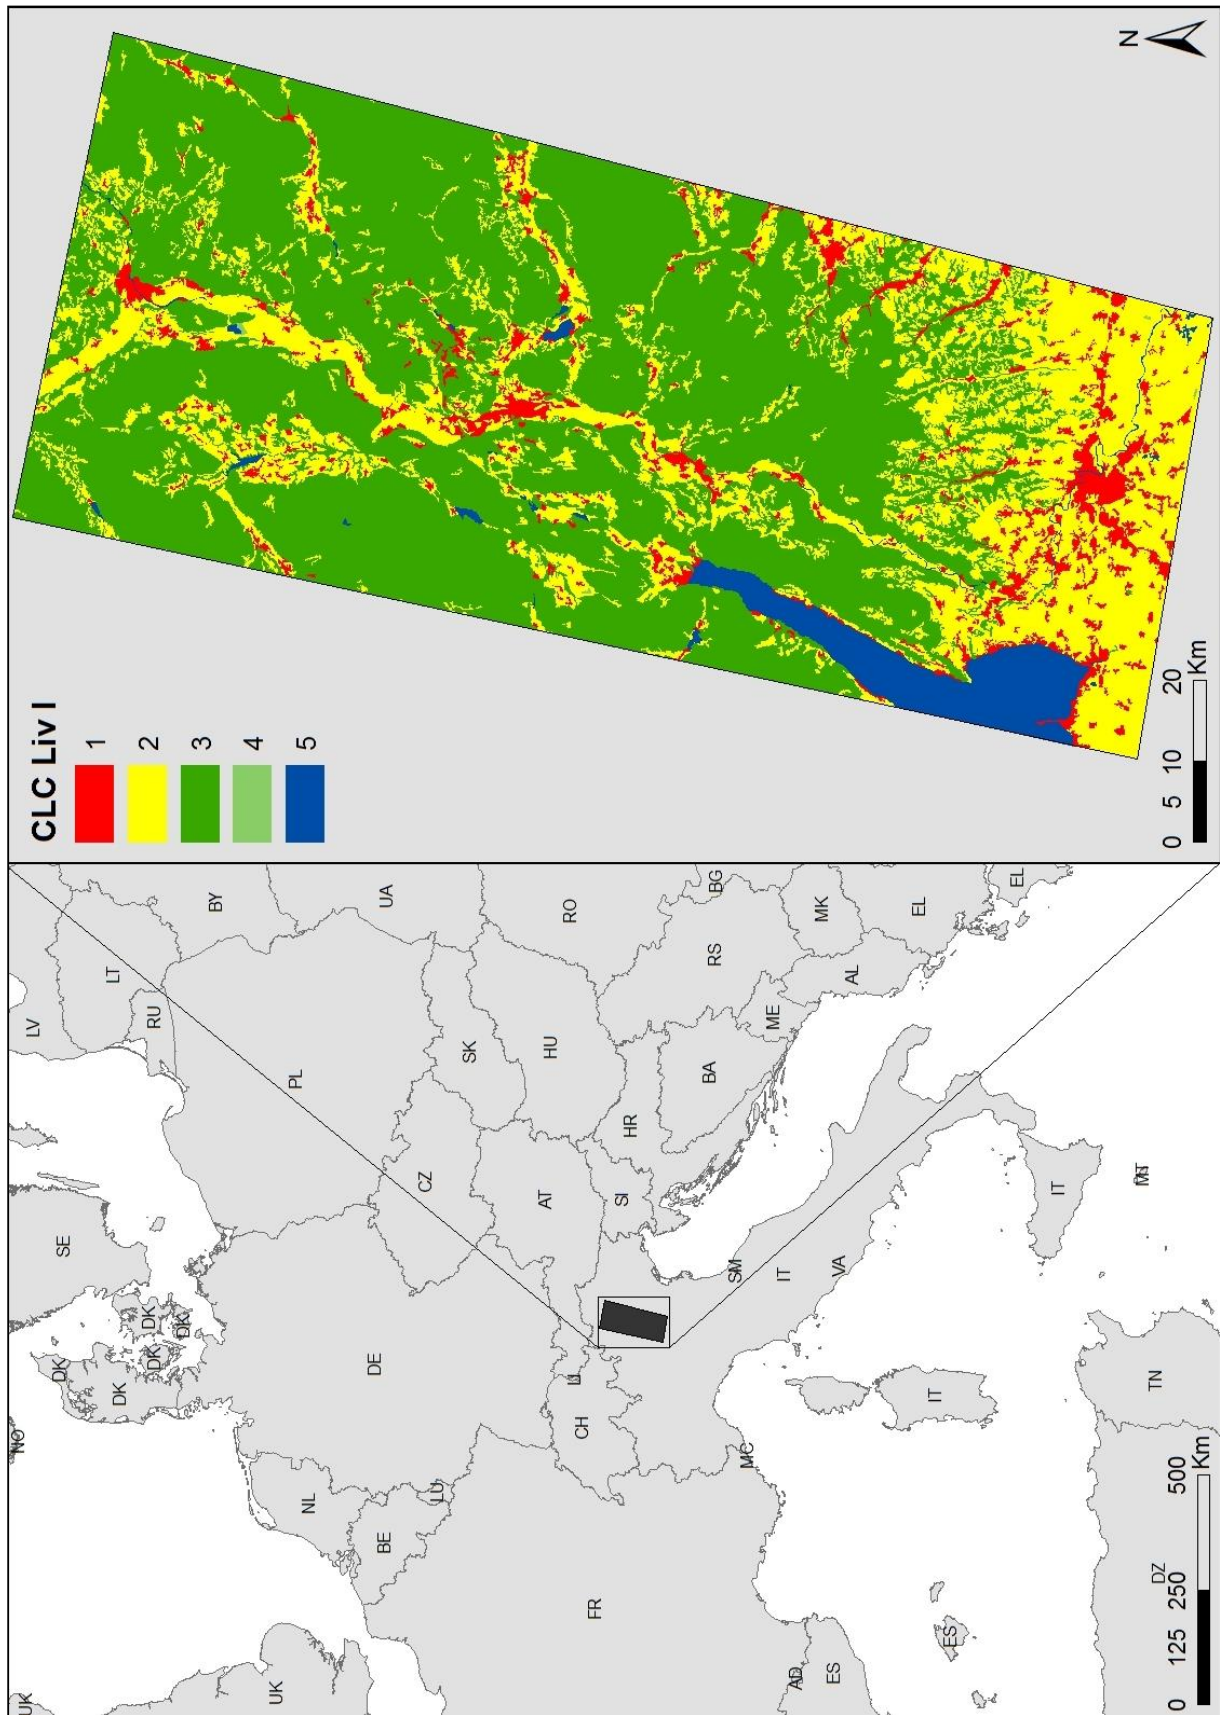 UK
NO
LV
DK
SE
DK
DK
DK
DK
LT
RU
BY
UK
NL
PL
BE
DE
UA
LU
CZ
SK
AT
HU
RO
FR
CH
LI
SI
HR
BA
RS
BG
MC
SM
ME
AD
IT
MK
ES
VA
AL
EL
IT
ES
EL
IT
DZ
TN
0 125 250 500
Km
CLC Liv I
1
2
3
4
5
N
0 5 10 20
Km